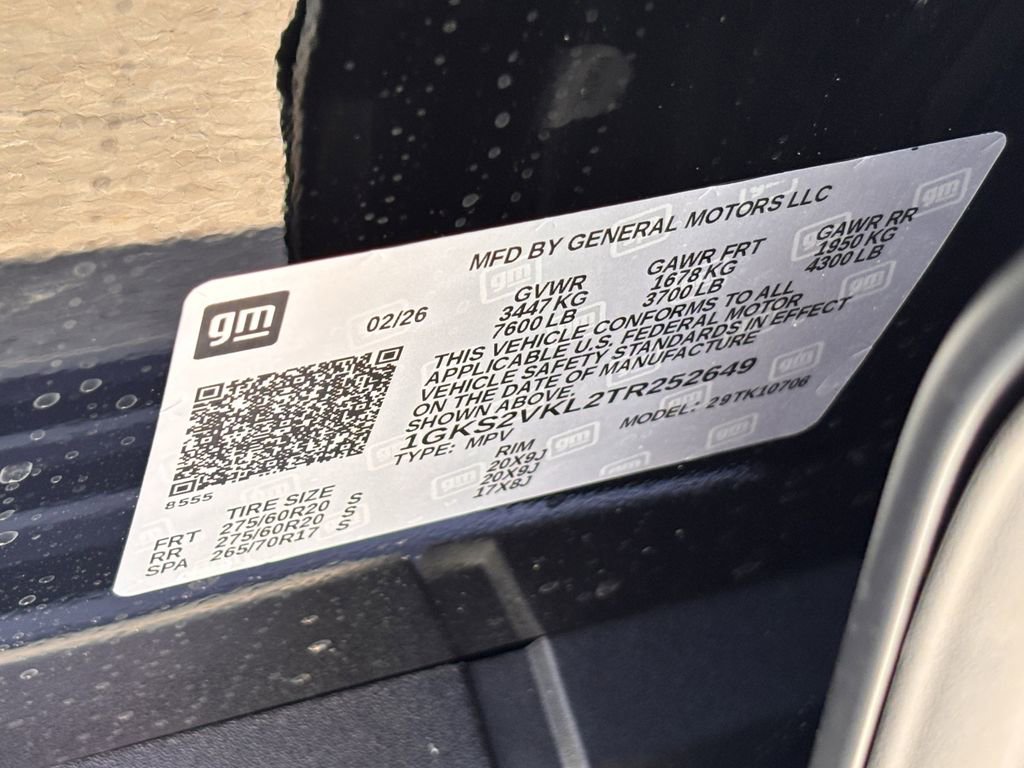 MFD BY GENERAL MOTORS LLC
gm
02/26
GVWR GAWR FRT GAWR RR
3447 KG 1678 KG 1950 KG
7600 LB 3700 LB 4300 LB
THIS VEHICLE CONFORMS TO ALL
APPLICABLE U.S. FEDERAL MOTOR
VEHICLE SAFETY STANDARDS IN EFFECT
ON THE DATE OF MANUFACTURE
SHOWN ABOVE.
1GKS2VKL2TR252649
TYPE: MPV MODEL: 29TK10706
8555
TIRE SIZE RIM
FRT 275/60R20 S 20X9J
RR 275/60R20 S 20X9J
SPA 265/70R17 S 17X8J